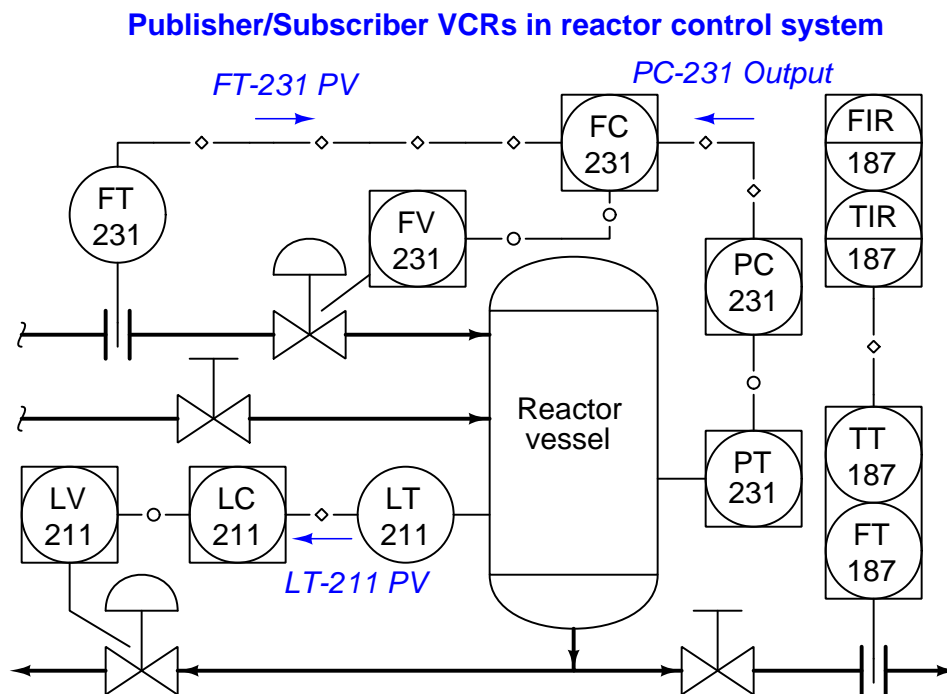 Publisher/Subscriber VCRs in reactor control system
FT-231 PV
PC-231 Output
FC
231
FIR
187
TIR
187
FT
231
FV
231
PC
231
Reactor
vessel
TT
187
PT
231
LV
211
LC
211
LT
211
FT
187
LT-211 PV